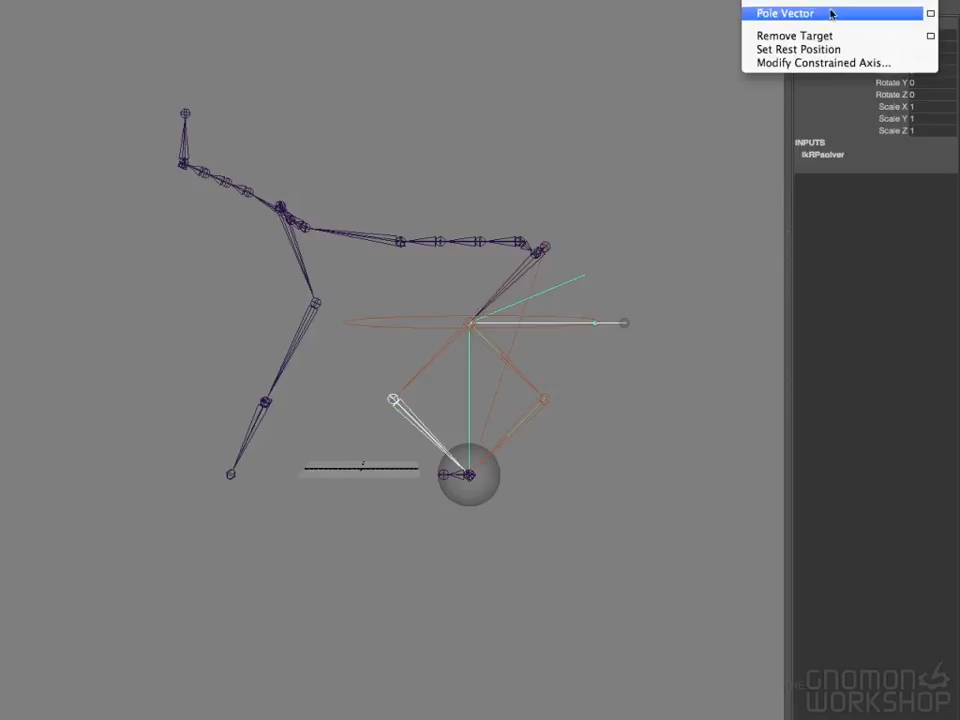 Pole Vector
Remove Target
Set Rest Position
Modify Constrained Axis...
Rotate Y 0
Rotate Z 0
Scale X 1
Scale Y 1
Scale Z 1
INPUTS
ikRPsolver
THE GNOMON
WORKSHOP